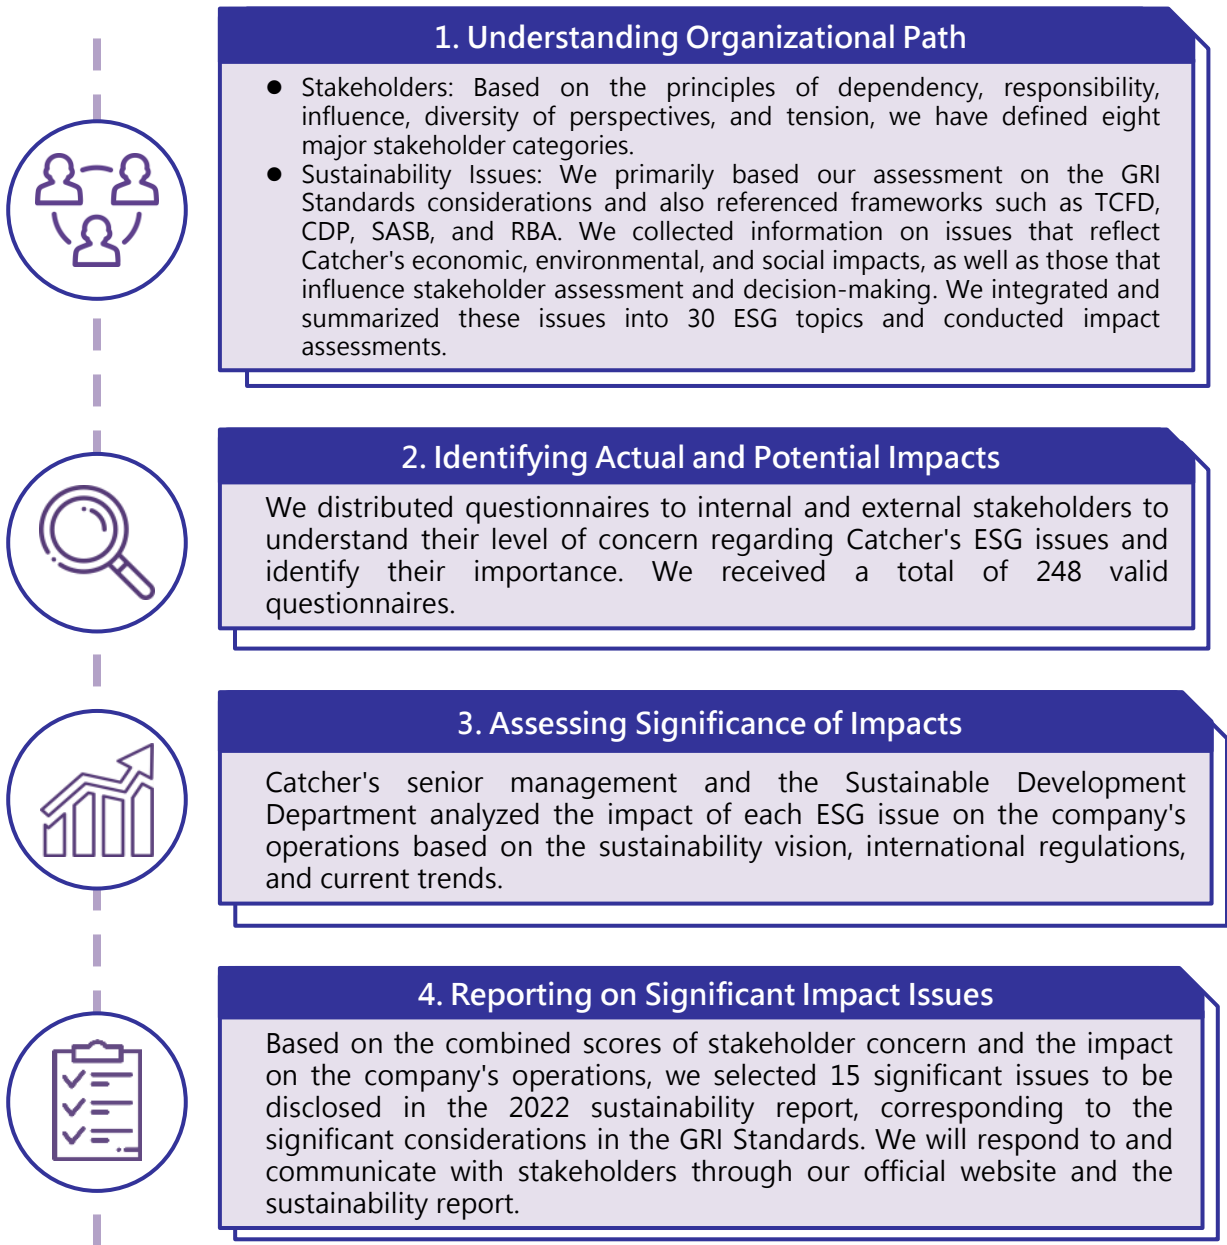 1. Understanding Organizational Path
● Stakeholders: Based on the principles of dependency, responsibility,
influence, diversity of perspectives, and tension, we have defined eight
major stakeholder categories.
● Sustainability Issues: We primarily based our assessment on the GRI
Standards considerations and also referenced frameworks such as TCFD,
CDP, SASB, and RBA. We collected information on issues that reflect
Catcher's economic, environmental, and social impacts, as well as those that
influence stakeholder assessment and decision-making. We integrated and
summarized these issues into 30 ESG topics and conducted impact
assessments.
2. Identifying Actual and Potential Impacts
We distributed questionnaires to internal and external stakeholders to
understand their level of concern regarding Catcher's ESG issues and
identify their importance. We received a total of 248 valid
questionnaires.
3. Assessing Significance of Impacts
Catcher's senior management and the Sustainable Development
Department analyzed the impact of each ESG issue on the company's
operations based on the sustainability vision, international regulations,
and current trends.
4. Reporting on Significant Impact Issues
Based on the combined scores of stakeholder concern and the impact
on the company's operations, we selected 15 significant issues to be
disclosed in the 2022 sustainability report, corresponding to the
significant considerations in the GRI Standards. We will respond to and
communicate with stakeholders through our official website and the
sustainability report.